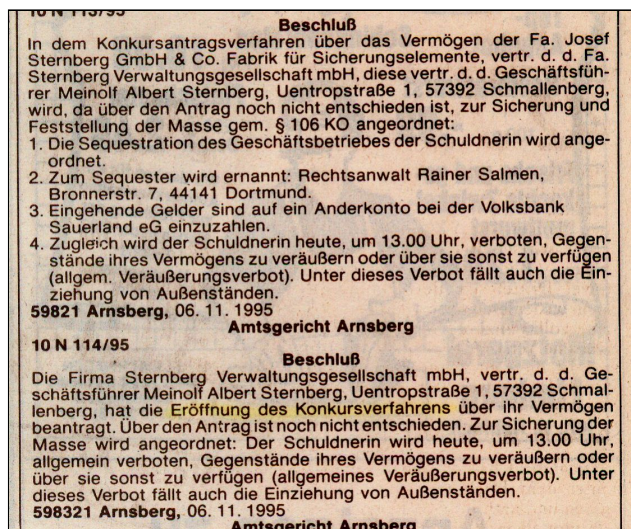 10 N 113/95
Beschluß
In dem Konkursantragsverfahren über das Vermögen der Fa. Josef
Sternberg GmbH & Co. Fabrik für Sicherungselemente, vertr. d. d. Fa.
Sternberg Verwaltungsgesellschaft mbH, diese vertr. d. d. Geschäftsfüh-
rer Meinolf Albert Sternberg, Uentropstraße 1, 57392 Schmallenberg,
wird, da über den Antrag noch nicht entschieden ist, zur Sicherung und
Feststellung der Masse gem. § 106 KO angeordnet:
1. Die Sequestration des Geschäftsbetriebes der Schuldnerin wird ange-
ordnet.
2. Zum Sequester wird ernannt: Rechtsanwalt Rainer Salmen,
Bronnerstr. 7, 44141 Dortmund.
3. Eingehende Gelder sind auf ein Anderkonto bei der Volksbank
Sauerland eG einzuzahlen.
4. Zugleich wird der Schuldnerin heute, um 13.00 Uhr, verboten, Gegen-
stände ihres Vermögens zu veräußern oder über sie sonst zu verfügen
(allgem. Veräußerungsverbot). Unter dieses Verbot fällt auch die Ein-
ziehung von Außenständen.
59821 Arnsberg, 06. 11. 1995
Amtsgericht Arnsberg
10 N 114/95
Beschluß
Die Firma Sternberg Verwaltungsgesellschaft mbH, vertr. d. d. Ge-
schäftsführer Meinolf Albert Sternberg, Uentropstraße 1, 57392 Schmal-
lenberg, hat die Eröffnung des Konkursverfahrens über ihr Vermögen
beantragt. Über den Antrag ist noch nicht entschieden. Zur Sicherung der
Masse wird angeordnet: Der Schuldnerin wird heute, um 13.00 Uhr,
allgemein verboten, Gegenstände ihres Vermögens zu veräußern oder
über sie sonst zu verfügen (allgemeines Veräußerungsverbot). Unter
dieses Verbot fällt auch die Einziehung von Außenständen.
598321 Arnsberg, 06. 11. 1995
Amtsgericht Arnsberg